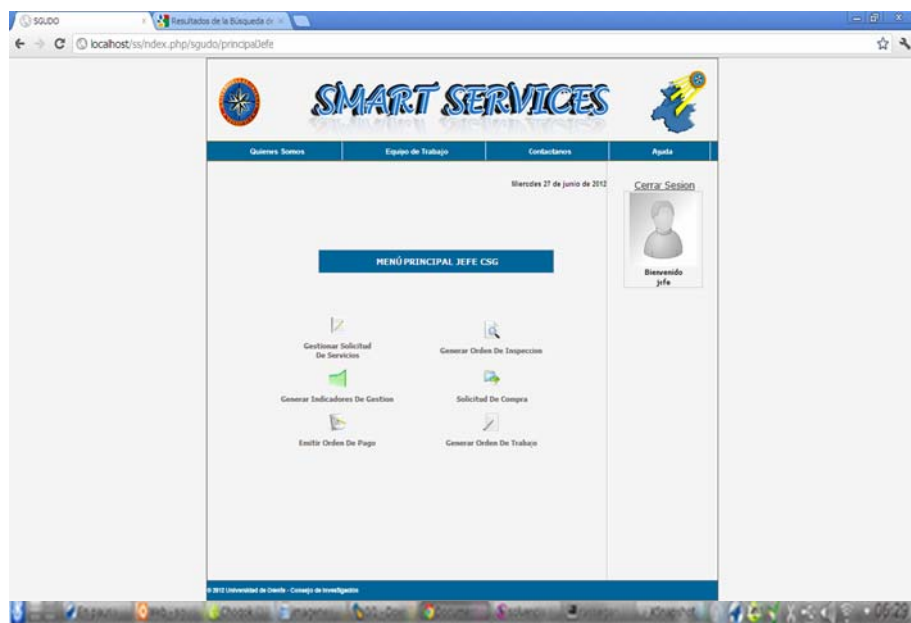 SGUDO
Resultados de la Búsqueda de
localhost/ss/index.php/sgudo/principalJefe
SMART SERVICES
Quienes Somos
Equipo de Trabajo
Contactanos
Ayuda
Miercoles 27 de junio de 2012
Cerrar Sesion
MENÚ PRINCIPAL JEFE CSG
Bienvenido
jefe
Gestionar Solicitud
De Servicios
Generar Orden De Inspeccion
Generar Indicadores De Gestion
Solicitud De Compra
Emitir Orden De Pago
Generar Orden De Trabajo
© 2012 Universidad de Oriente - Consejo de Investigación
05:29